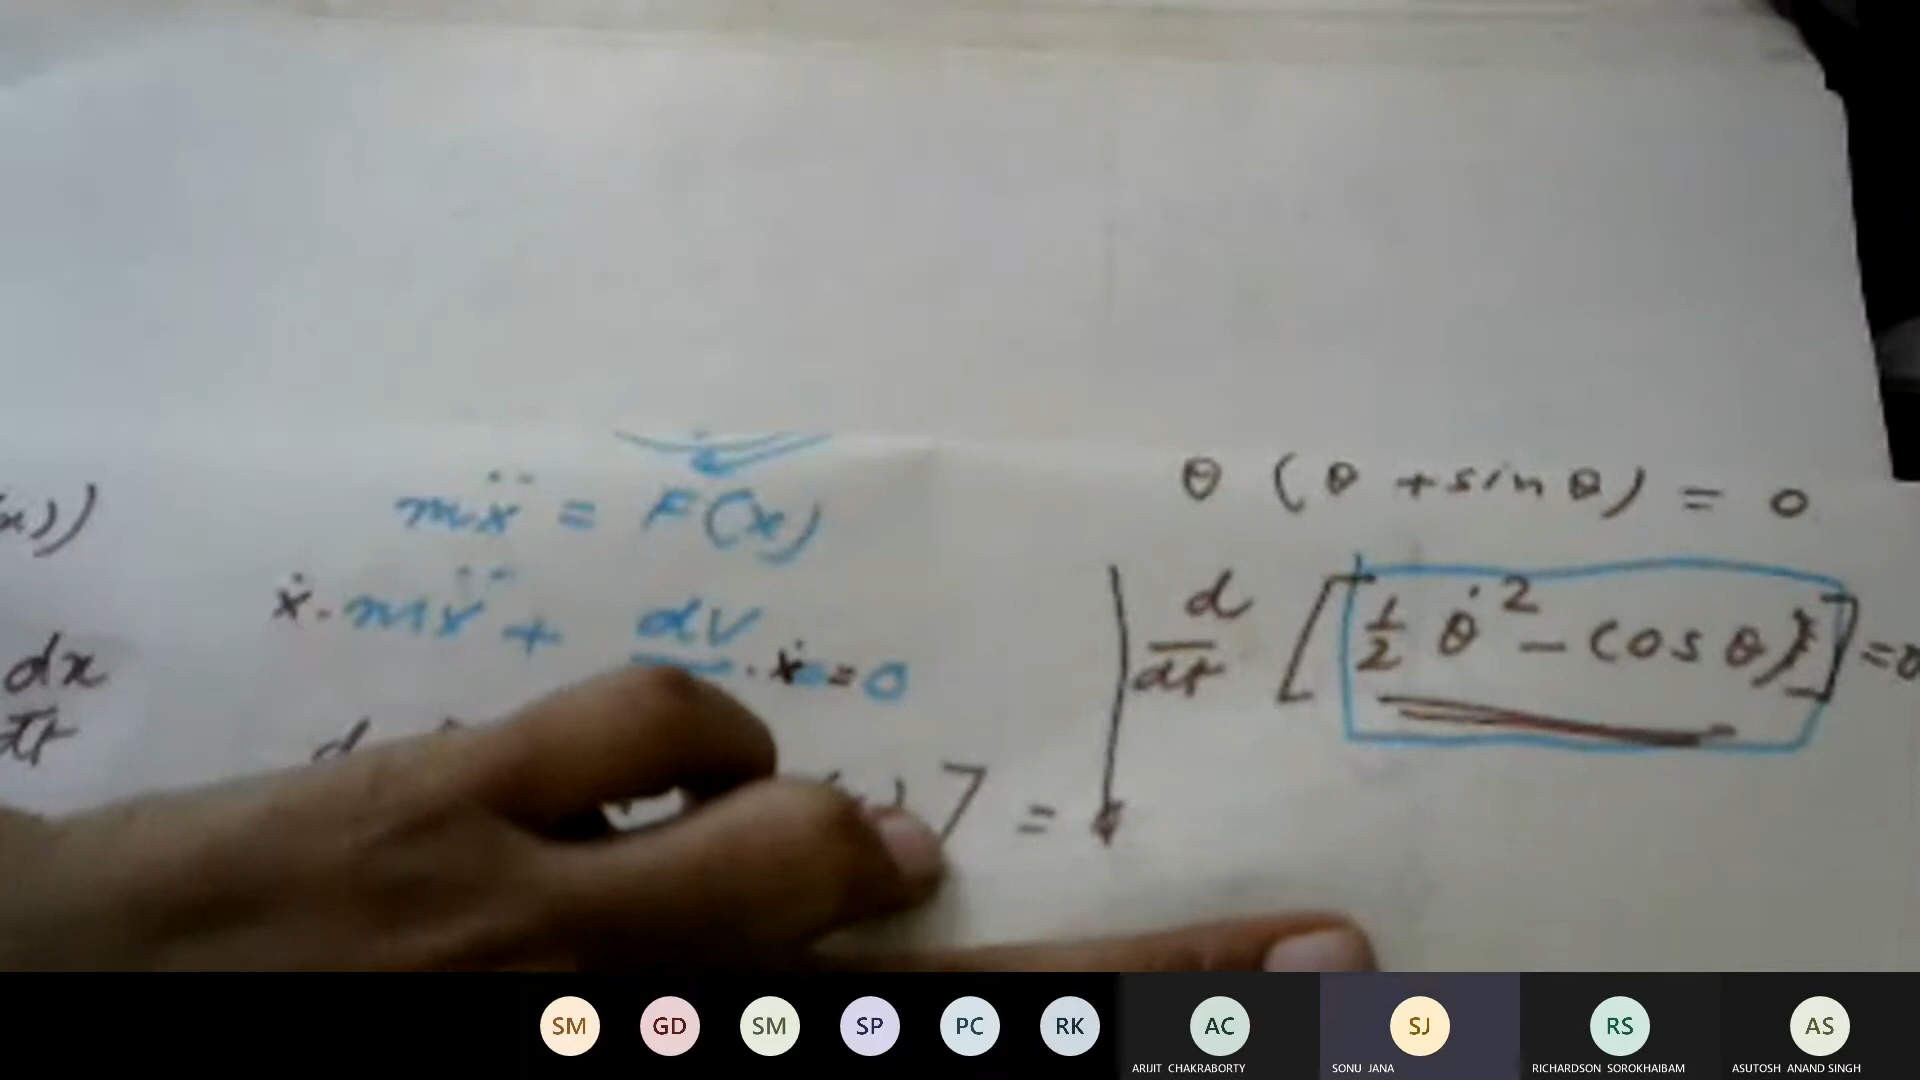 x))
dx
dt
mẍ = F(x)
ẋ. mẍ + dV . ẋ = 0
] =
θ (θ + sin θ) = 0
d/dt [ 1/2 θ̇² - cos θ) ] = 0
SM GD SM SP PC RK AC SJ RS AS
ARIJIT CHAKRABORTY SONU JANA RICHARDSON SOROKHAIBAM ASUTOSH ANAND SINGH